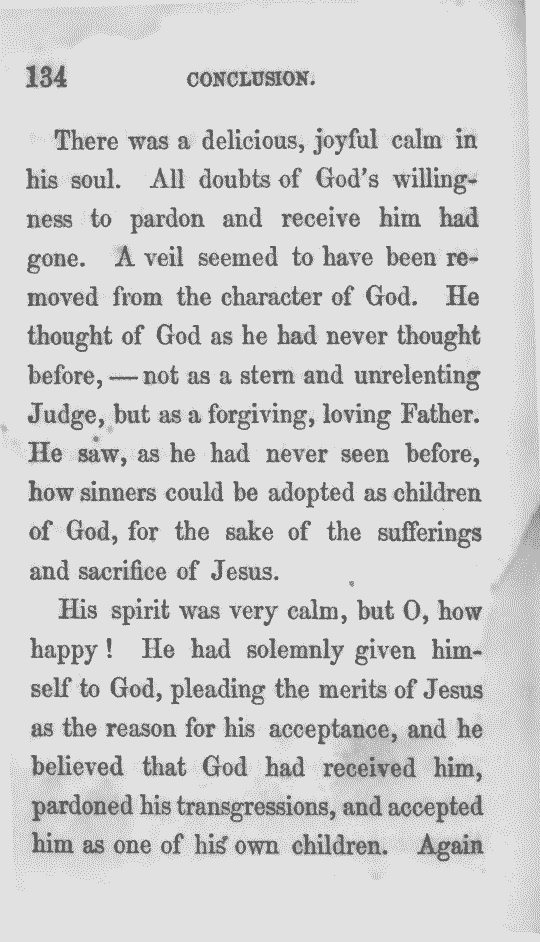 134 CONCLUSION.
There was a delicious, joyful calm in
his soul. All doubts of God's willing-
ness to pardon and receive him had
gone. A veil seemed to have been re-
moved from the character of God. He
thought of God as he had never thought
before, — not as a stern and unrelenting
Judge, but as a forgiving, loving Father.
He saw, as he had never seen before,
how sinners could be adopted as children
of God, for the sake of the sufferings
and sacrifice of Jesus.
His spirit was very calm, but O, how
happy! He had solemnly given him-
self to God, pleading the merits of Jesus
as the reason for his acceptance, and he
believed that God had received him,
pardoned his transgressions, and accepted
him as one of his own children. Again